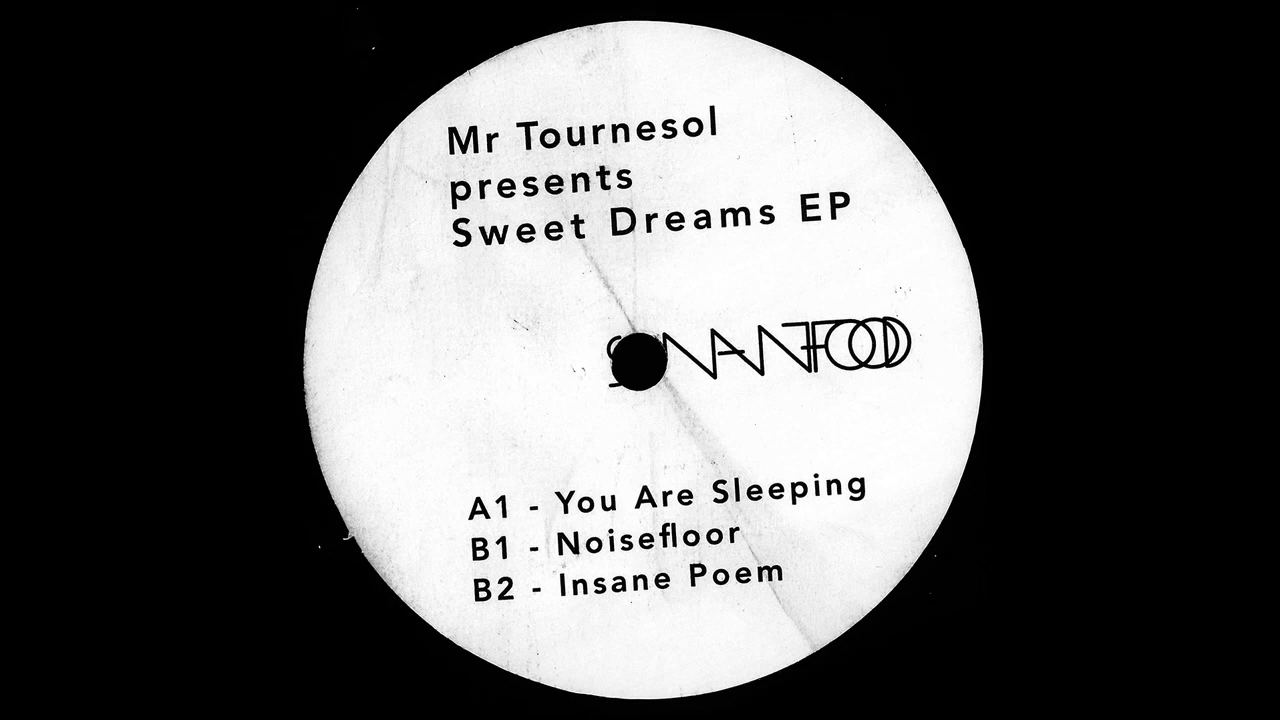 Mr Tournesol
presents
Sweet Dreams EP
A1 - You Are Sleeping
B1 - Noisefloor
B2 - Insane Poem